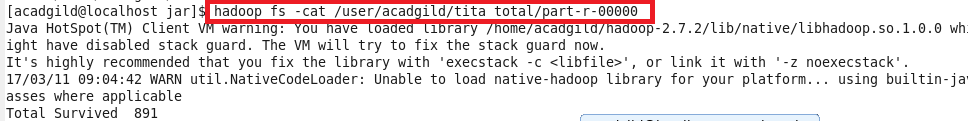 [acadgild@localhost jar]$ hadoop fs -cat /user/acadgild/tita total/part-r-00000
Java HotSpot(TM) Client VM warning: You have loaded library /home/acadgild/hadoop-2.7.2/lib/native/libhadoop.so.1.0.0 whi
ight have disabled stack guard. The VM will try to fix the stack guard now.
It's highly recommended that you fix the library with 'execstack -c <libfile>', or link it with '-z noexecstack'.
17/03/11 09:04:42 WARN util.NativeCodeLoader: Unable to load native-hadoop library for your platform... using builtin-jav
asses where applicable
Total Survived  891